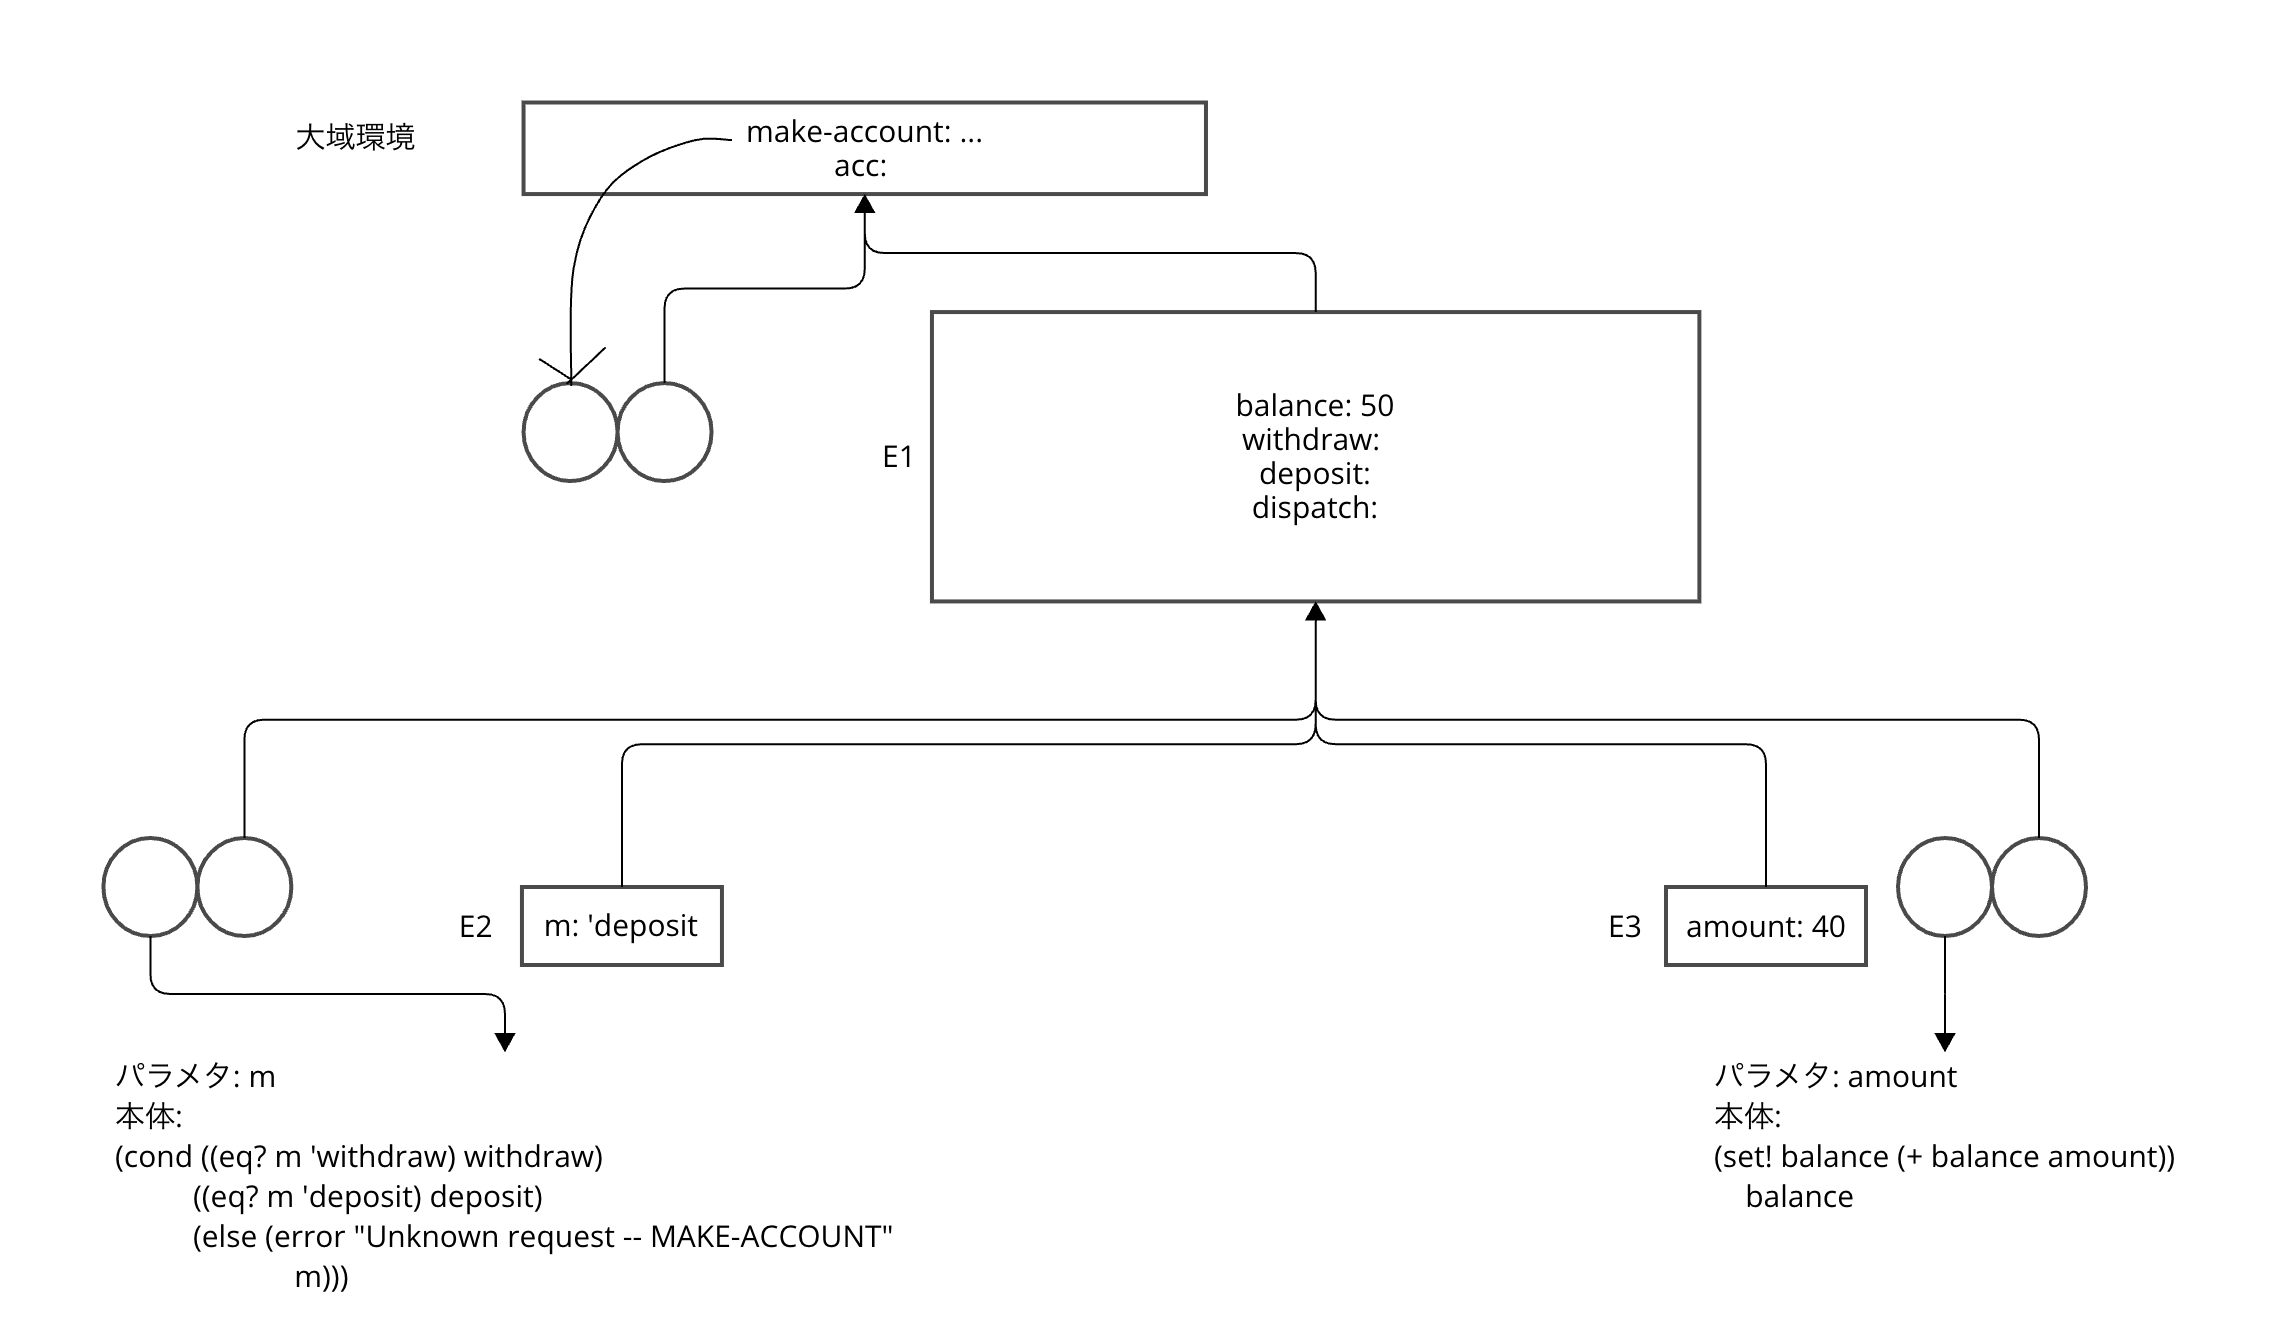 大域環境
make-account: ...
acc:
E1
balance: 50
withdraw:
deposit:
dispatch:
E2
m: 'deposit
E3
amount: 40
パラメタ: m
本体:
(cond ((eq? m 'withdraw) withdraw)
((eq? m 'deposit) deposit)
(else (error "Unknown request -- MAKE-ACCOUNT"
m)))
パラメタ: amount
本体:
(set! balance (+ balance amount))
balance